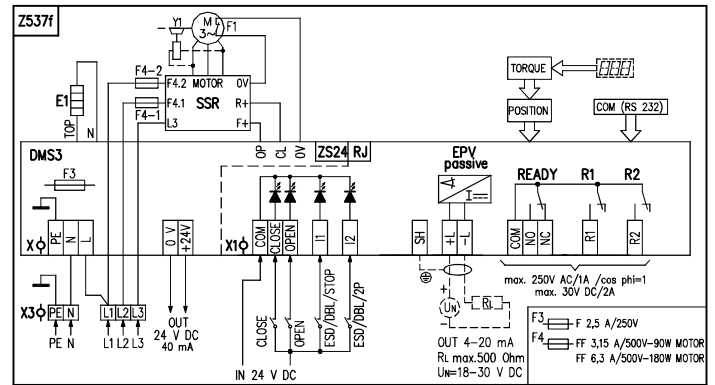 Z537f
Y1
M
3~
F1
F4-2
F4.2 MOTOR 0V
E1
F4.1 SSR R+
F4-1
L3 F+
TOP
N
TORQUE
POSITION
COM (RS 232)
OP
CL
0V
DMS3
ZS24 RJ
EPV
passive
F3
I
READY R1 R2
X
PE
N
L
0 V
+24V
X1
COM
CLOSE
OPEN
I1
I2
SH
+L
-L
COM
NO
NC
R1
R2
max. 250V AC/1A /cos phi=1
max. 30V DC/2A
X3
PE N
L1 L2 L3
PE N
L1 L2 L3
OUT
24 V DC
40 mA
CLOSE
OPEN
ESD/DBL/STOP
ESD/DBL/2P
IN 24 V DC
+
UN
-
RL
OUT 4-20 mA
RL max.500 Ohm
UN=18-30 V DC
F3 F 2,5 A/250V
F4 FF 3,15 A/500V-90W MOTOR
FF 6,3 A/500V-180W MOTOR